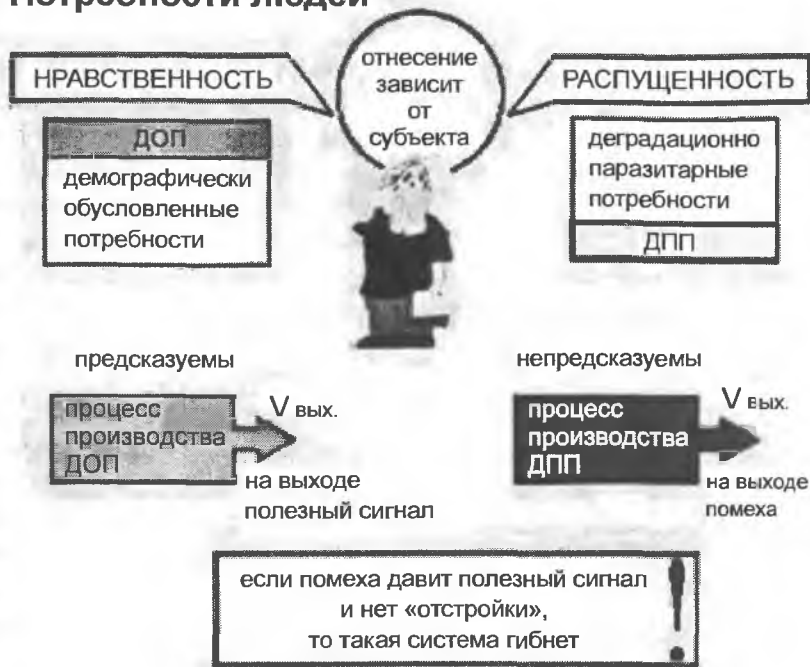 Потребности людей
отнесение
зависит
от
субъекта
НРАВСТВЕННОСТЬ
РАСПУЩЕННОСТЬ
ДОП
демографически
обусловленные
потребности
деградационно
паразитарные
потребности
ДПП
предсказуемы
непредсказуемы
процесс
производства
ДОП
V вых.
на выходе
полезный сигнал
процесс
производства
ДПП
V вых.
на выходе
помеха
если помеха давит полезный сигнал
и нет «отстройки»,
то такая система гибнет
!